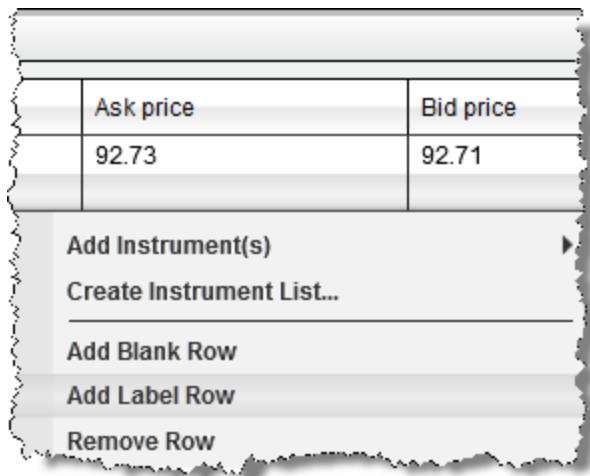 Ask price Bid price
92.73 92.71
Add Instrument(s)
Create Instrument List...
Add Blank Row
Add Label Row
Remove Row